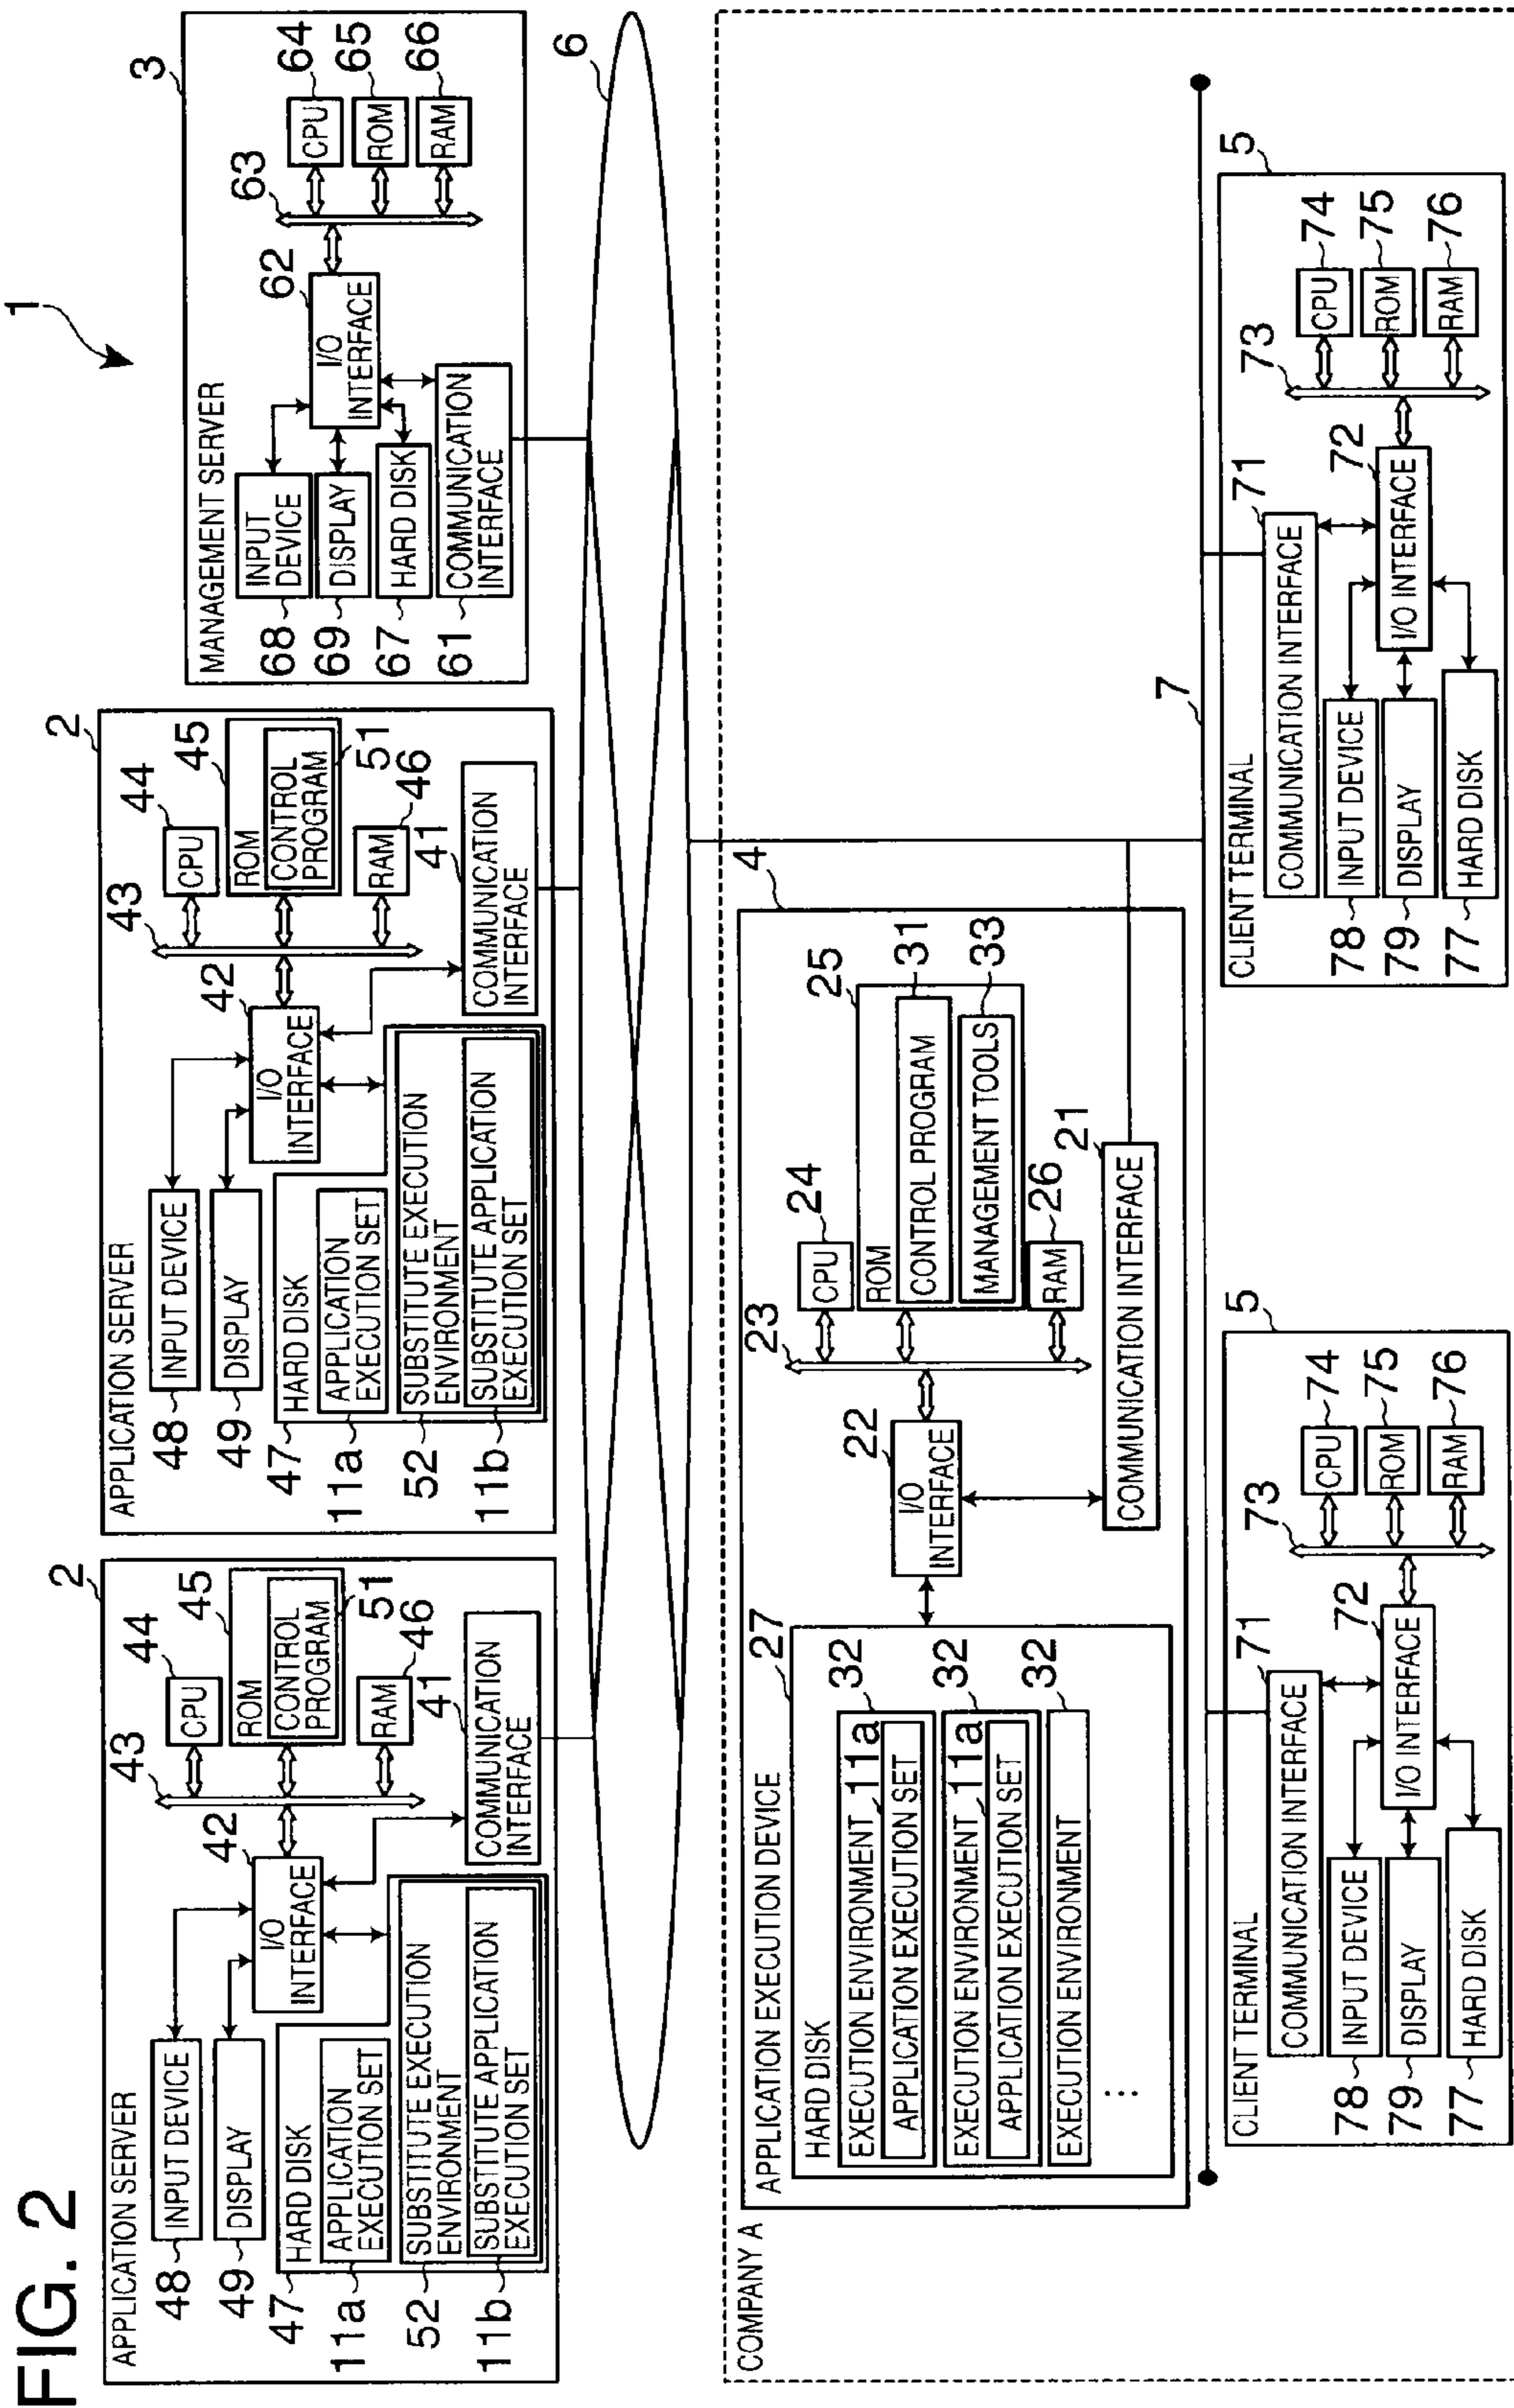 FIG. 2
1
APPLICATION SERVER
2
48
INPUT DEVICE
49
DISPLAY
47
HARD DISK
11a
APPLICATION
EXECUTION SET
52
SUBSTITUTE EXECUTION
ENVIRONMENT
11b
SUBSTITUTE APPLICATION
EXECUTION SET
42
I/O
INTERFACE
43
44
CPU
45
ROM
CONTROL
PROGRAM
51
RAM
46
41
COMMUNICATION
INTERFACE
APPLICATION SERVER
2
48
INPUT DEVICE
49
DISPLAY
47
HARD DISK
11a
APPLICATION
EXECUTION SET
52
SUBSTITUTE EXECUTION
ENVIRONMENT
11b
SUBSTITUTE APPLICATION
EXECUTION SET
42
I/O
INTERFACE
43
44
CPU
45
ROM
CONTROL
PROGRAM
51
RAM
46
41
COMMUNICATION
INTERFACE
MANAGEMENT SERVER
3
68
INPUT
DEVICE
69
DISPLAY
67
HARD DISK
61
COMMUNICATION
INTERFACE
62
I/O
INTERFACE
63
CPU
64
ROM
65
RAM
66
6
COMPANY A
APPLICATION EXECUTION DEVICE
4
27
HARD DISK
EXECUTION ENVIRONMENT
32
11a
APPLICATION EXECUTION SET
EXECUTION ENVIRONMENT
32
11a
APPLICATION EXECUTION SET
EXECUTION ENVIRONMENT
32
⋮
22
I/O
INTERFACE
23
24
CPU
25
ROM
CONTROL PROGRAM
31
MANAGEMENT TOOLS
33
RAM
26
21
COMMUNICATION INTERFACE
7
CLIENT TERMINAL
5
71
COMMUNICATION INTERFACE
78
INPUT DEVICE
79
DISPLAY
77
HARD DISK
72
I/O INTERFACE
73
CPU
74
ROM
75
RAM
76
CLIENT TERMINAL
5
71
COMMUNICATION INTERFACE
78
INPUT DEVICE
79
DISPLAY
77
HARD DISK
72
I/O INTERFACE
73
CPU
74
ROM
75
RAM
76